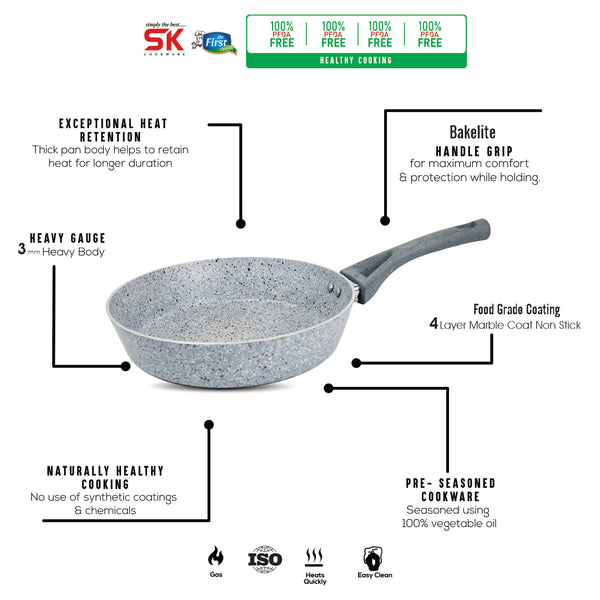 simply the best.....
SK
COOKWARE
the
First
100%
PFOA
FREE
100%
PFOA
FREE
100%
PFOA
FREE
100%
PFOA
FREE
HEALTHY COOKING
EXCEPTIONAL HEAT
RETENTION
Thick pan body helps to retain
heat for longer duration
Bakelite
HANDLE GRIP
for maximum comfort
& protection while holding.
HEAVY GAUGE
3 mm Heavy Body
Food Grade Coating
4 Layer Marble Coat Non Stick
NATURALLY HEALTHY
COOKING
No use of synthetic coatings
& chemicals
PRE- SEASONED
COOKWARE
Seasoned using
100% vegetable oil
Gas
ISO
Heats
Quickly
Easy Clean